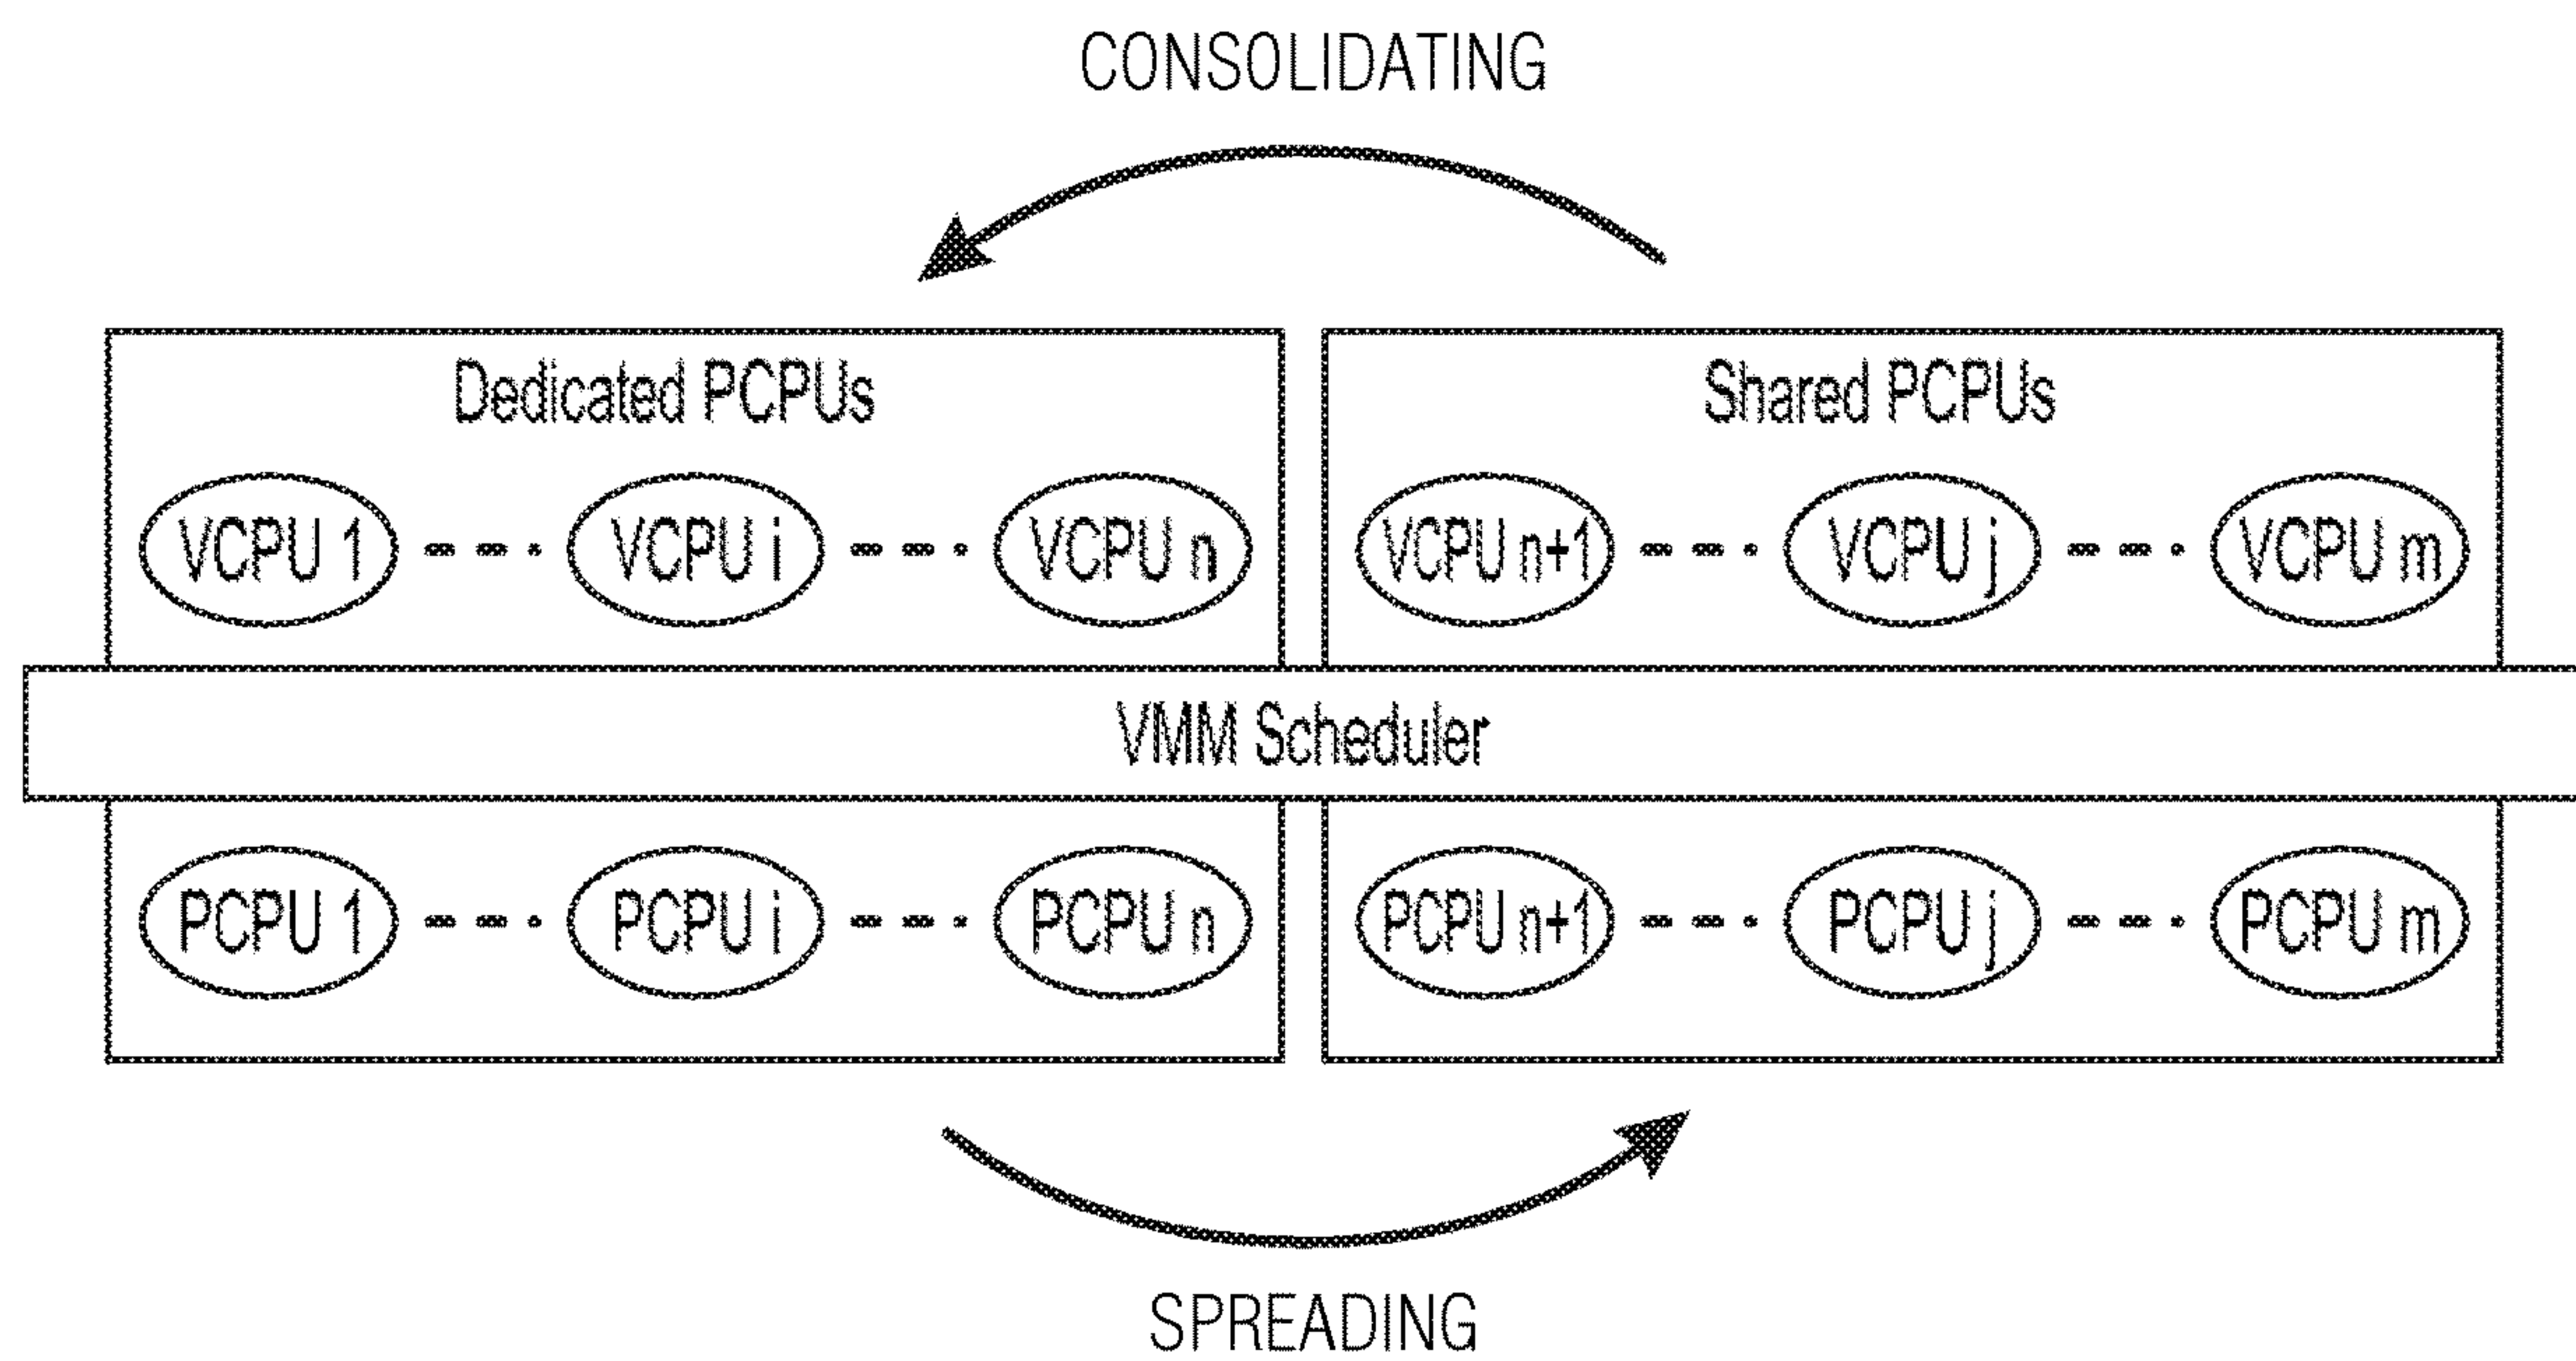 CONSOLIDATING
Dedicated PCPUs
Shared PCPUs
VCPU 1 VCPU i VCPU n VCPU n+1 VCPU j VCPU m
VMM Scheduler
PCPU 1 PCPU i PCPU n PCPU n+1 PCPU j PCPU m
SPREADING